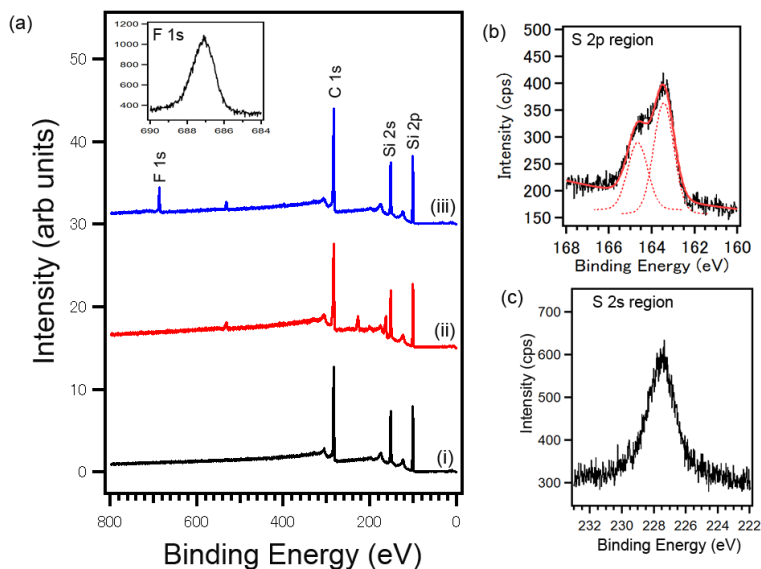 (a)
F 1s
1200
1000
800
600
400
690 688 686 684
50
40
30
20
10
0
Intensity (arb units)
F 1s
C 1s
Si 2s
Si 2p
(iii)
(ii)
(i)
800 600 400 200 0
Binding Energy (eV)
(b)
S 2p region
500
450
400
350
300
250
200
150
Intensity (cps)
168 166 164 162 160
Binding Energy (eV)
(c)
S 2s region
700
600
500
400
300
Intensity (cps)
232 230 228 226 224 222
Binding Energy (eV)